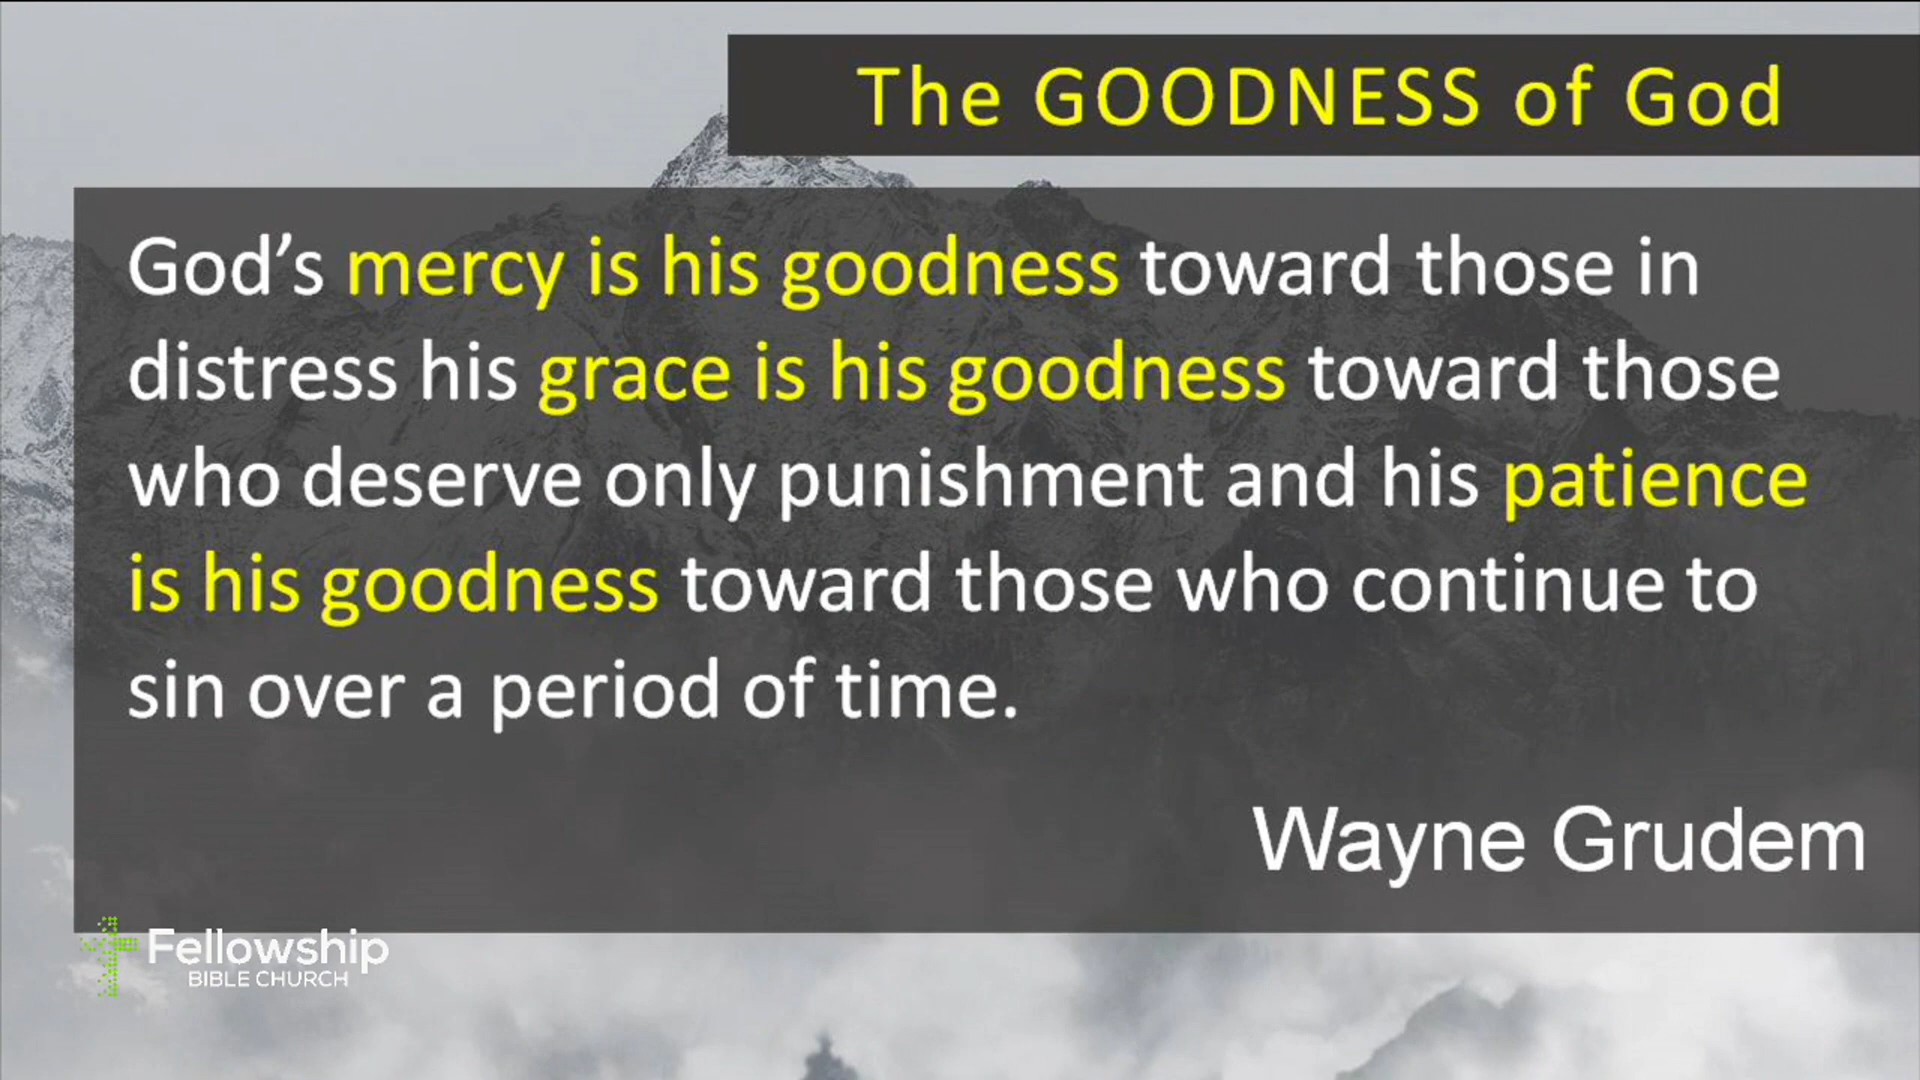 The GOODNESS of God
God’s mercy is his goodness toward those in
distress his grace is his goodness toward those
who deserve only punishment and his patience
is his goodness toward those who continue to
sin over a period of time.
Wayne Grudem
Fellowship
BIBLE CHURCH